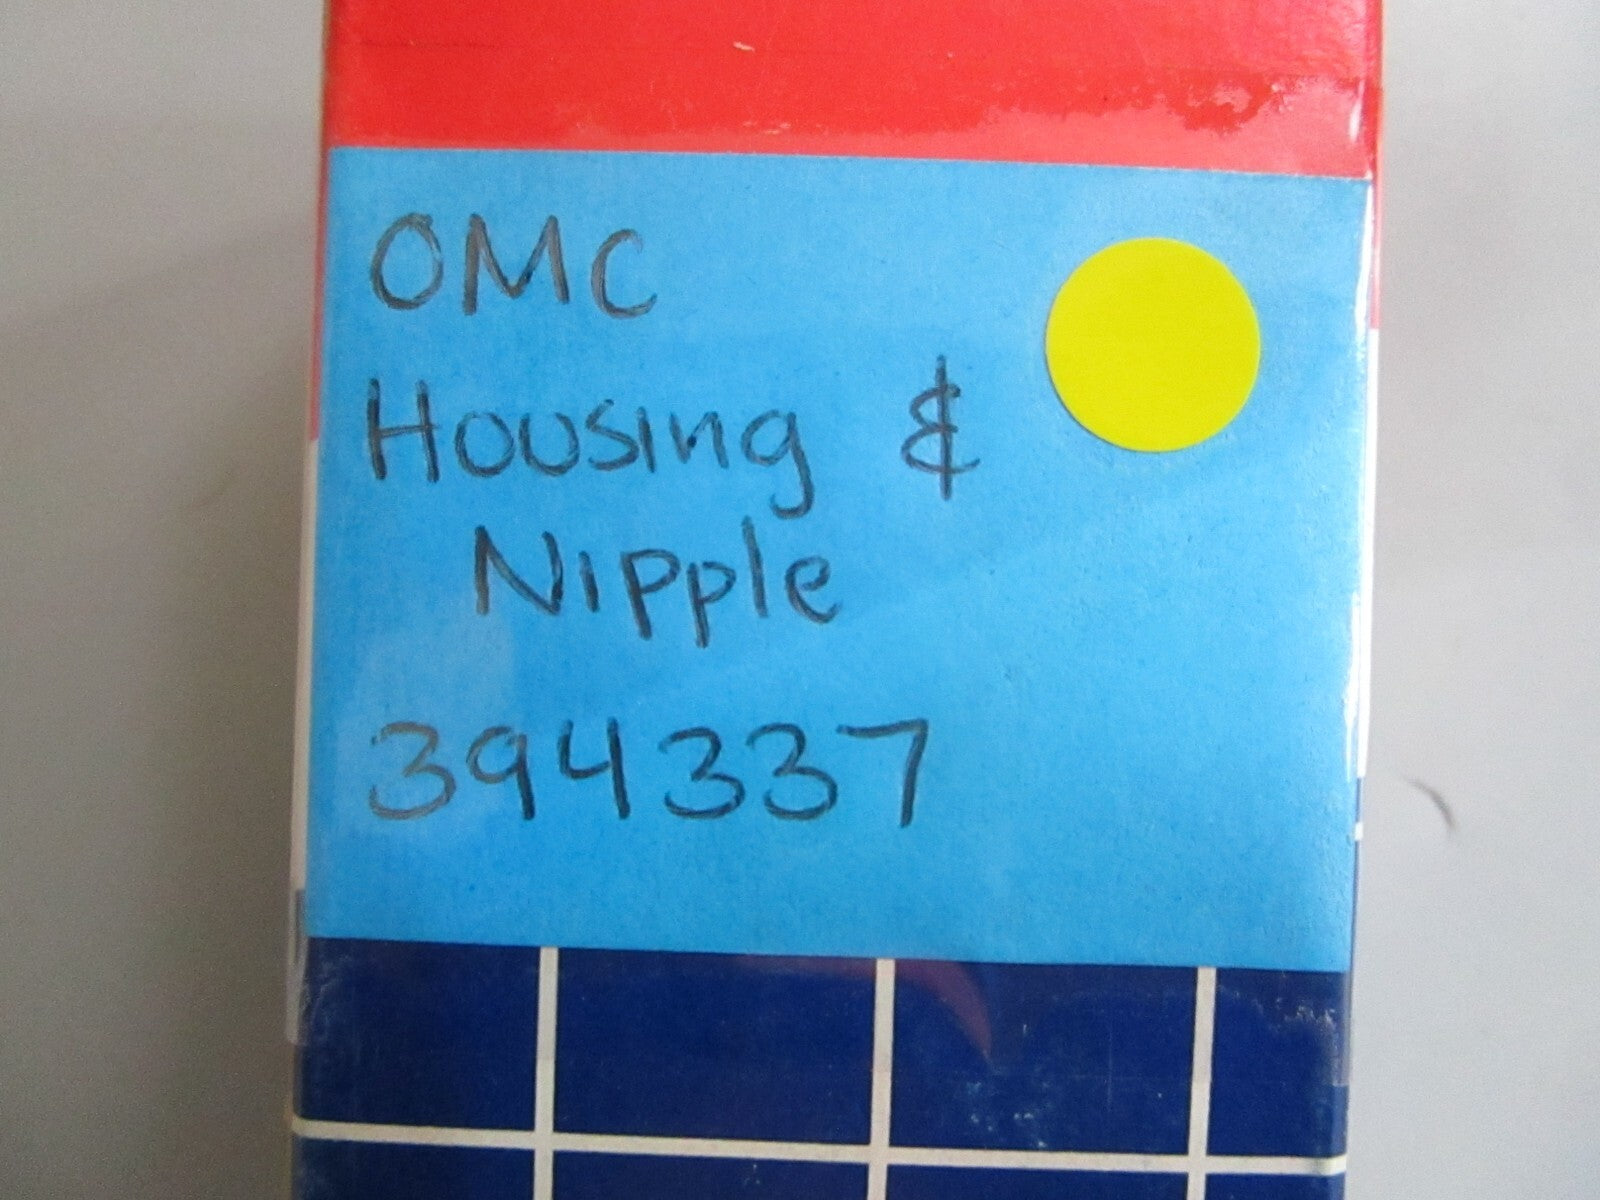 OMC
Housing &
Nipple
394337